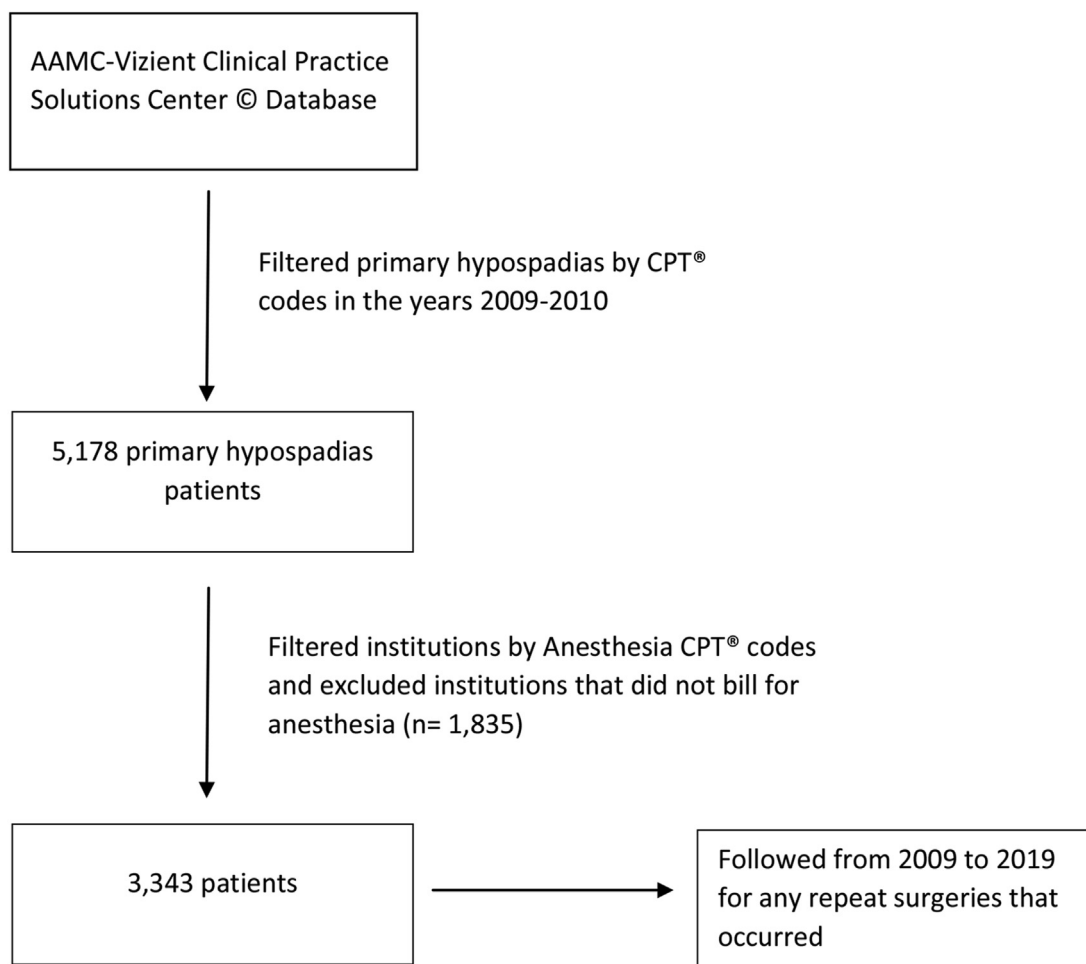 AAMC-Vizient Clinical Practice
Solutions Center © Database
Filtered primary hypospadias by CPT®
codes in the years 2009-2010
5,178 primary hypospadias
patients
Filtered institutions by Anesthesia CPT® codes
and excluded institutions that did not bill for
anesthesia (n= 1,835)
3,343 patients
Followed from 2009 to 2019
for any repeat surgeries that
occurred